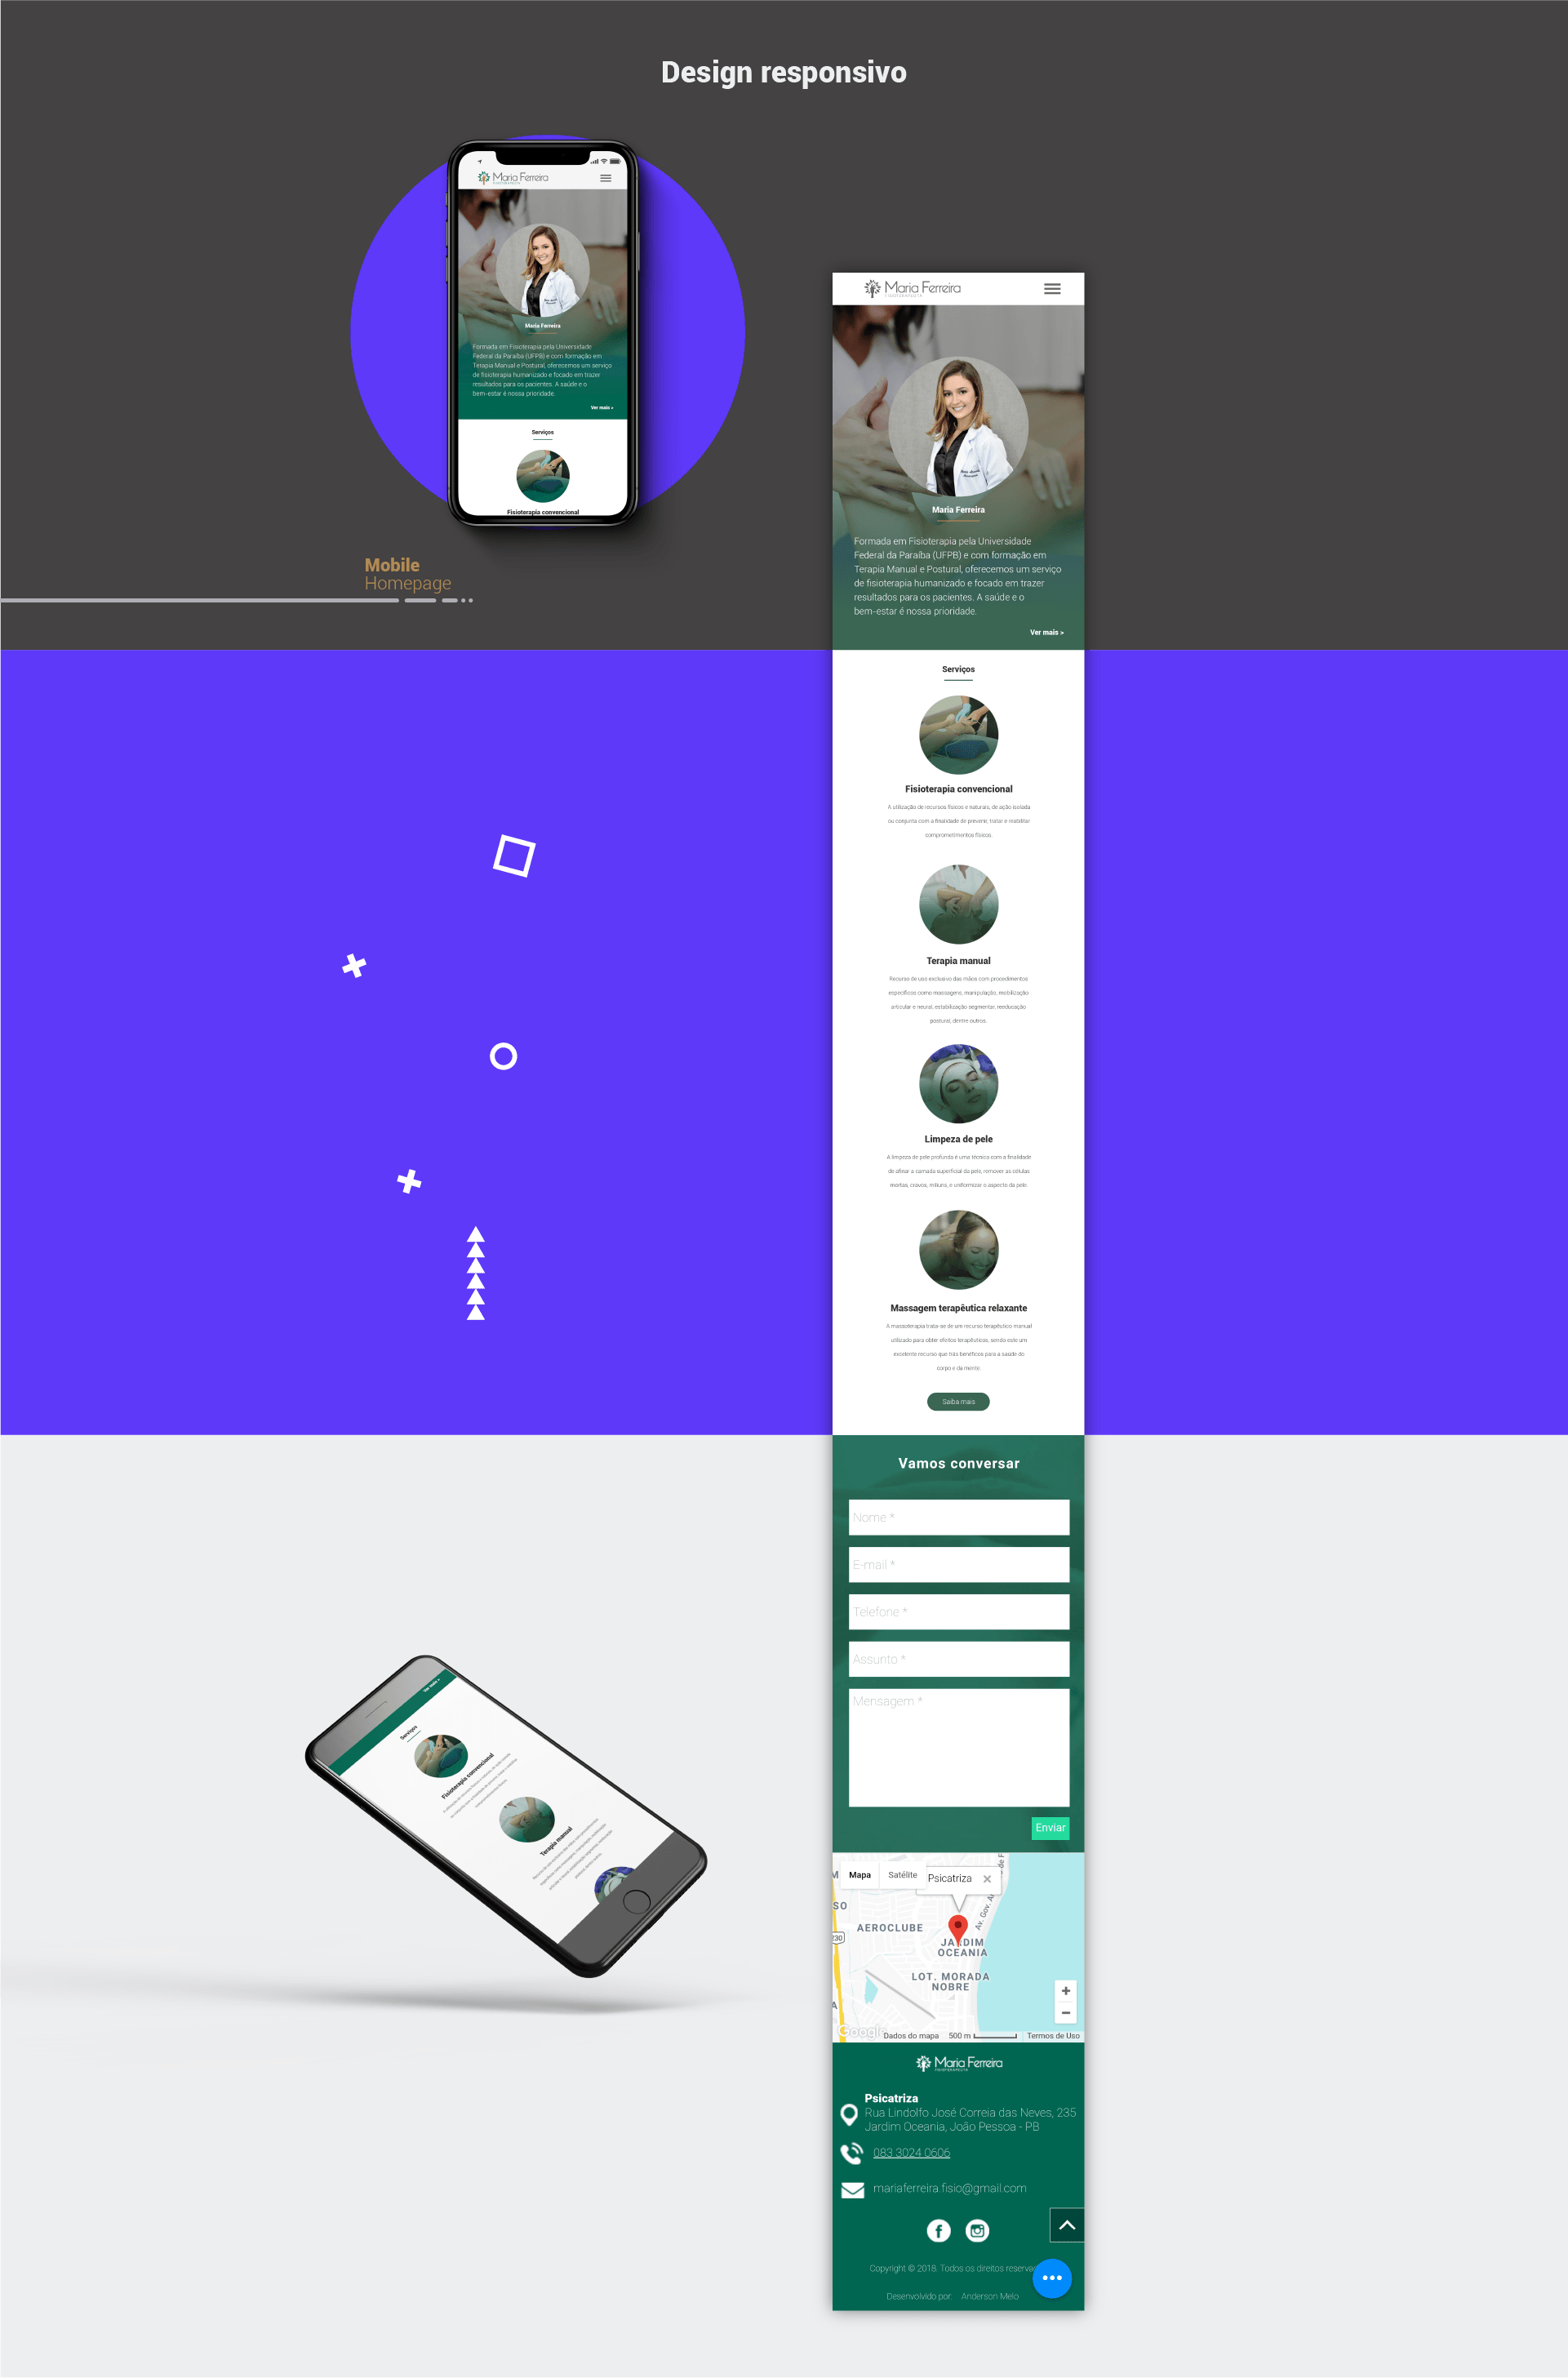 Design responsivo
Maria Ferreira
FISIOTERAPEUTA
Maria Ferreira
Formada em Fisioterapia pela Universidade
Federal da Paraíba (UFPB) e com formação em
Terapia Manual e Postural, oferecemos um serviço
de fisioterapia humanizado e focado em trazer
resultados para os pacientes. A saúde e o
bem-estar é nossa prioridade.
Ver mais >
Serviços
Fisioterapia convencional
Mobile
Homepage
Maria Ferreira
FISIOTERAPEUTA
Maria Ferreira
Formada em Fisioterapia pela Universidade
Federal da Paraíba (UFPB) e com formação em
Terapia Manual e Postural, oferecemos um serviço
de fisioterapia humanizado e focado em trazer
resultados para os pacientes. A saúde e o
bem-estar é nossa prioridade.
Ver mais >
Serviços
Fisioterapia convencional
A utilização de recursos físicos e naturais, de ação isolada
ou conjunta com a finalidade de prevenir, tratar e reabilitar
comprometimentos físicos.
Terapia manual
Recurso de uso exclusivo das mãos com procedimentos
específicos como massagens, manipulação, mobilização
articular e neural, estabilização segmentar, reeducação
postural, dentre outros.
Limpeza de pele
A limpeza de pele profunda é uma técnica com a finalidade
de afinar a camada superficial da pele, remover as células
mortas, cravos, miliuns, e uniformizar o aspecto da pele.
Massagem terapêutica relaxante
A massoterapia trata-se de um recurso terapêutico manual
utilizado para obter efeitos terapêuticos, sendo este um
excelente recurso que trás benefícios para a saúde do
corpo e da mente.
Saiba mais
Vamos conversar
Nome *
E-mail *
Telefone *
Assunto *
Mensagem *
Enviar
Mapa
Satélite
Psicatriza
SO
AEROCLUBE
230
Av. Gov. A
JARDIM
OCEANIA
LOT. MORADA
NOBRE
Google
Dados do mapa
500 m
Termos de Uso
Maria Ferreira
FISIOTERAPEUTA
Psicatriza
Rua Lindolfo José Correia das Neves, 235
Jardim Oceania, João Pessoa - PB
083 3024 0606
mariaferreira.fisio@gmail.com
Copyright © 2018. Todos os direitos reserva
Desenvolvido por: Anderson Melo
Ver mais >
Serviços
Fisioterapia convencional
Terapia manual